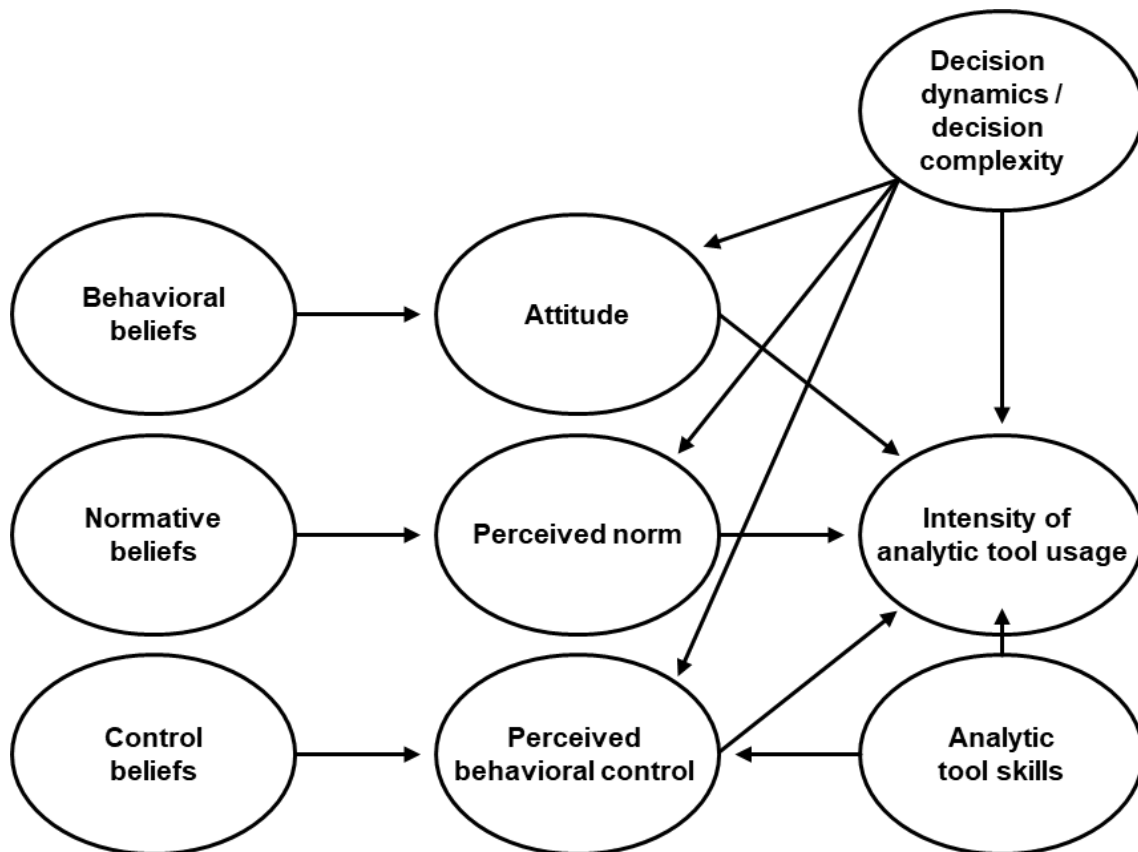 Decision
dynamics /
decision
complexity
Behavioral
beliefs
Attitude
Normative
beliefs
Perceived norm
Intensity of
analytic tool usage
Control
beliefs
Perceived
behavioral control
Analytic
tool skills